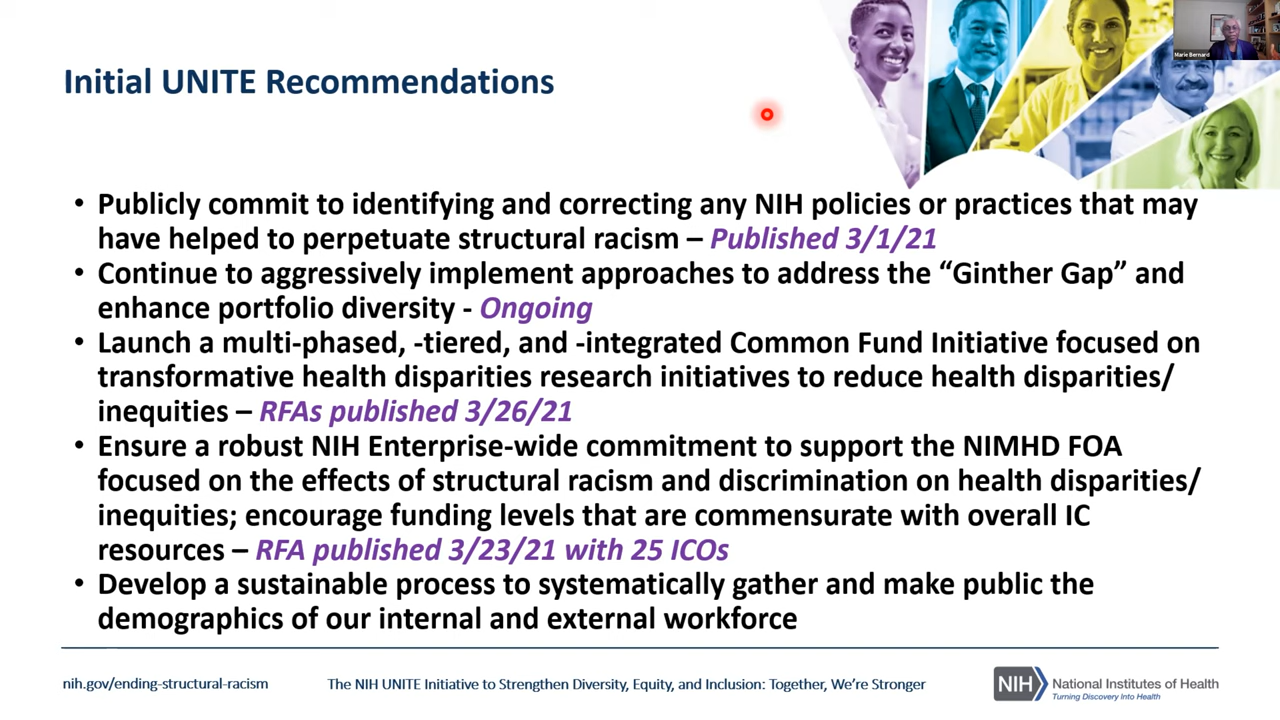 Marie Bernard
Initial UNITE Recommendations
• Publicly commit to identifying and correcting any NIH policies or practices that may
have helped to perpetuate structural racism – Published 3/1/21
• Continue to aggressively implement approaches to address the “Ginther Gap” and
enhance portfolio diversity - Ongoing
• Launch a multi-phased, -tiered, and -integrated Common Fund Initiative focused on
transformative health disparities research initiatives to reduce health disparities/
inequities – RFAs published 3/26/21
• Ensure a robust NIH Enterprise-wide commitment to support the NIMHD FOA
focused on the effects of structural racism and discrimination on health disparities/
inequities; encourage funding levels that are commensurate with overall IC
resources – RFA published 3/23/21 with 25 ICOs
• Develop a sustainable process to systematically gather and make public the
demographics of our internal and external workforce
nih.gov/ending-structural-racism
The NIH UNITE Initiative to Strengthen Diversity, Equity, and Inclusion: Together, We’re Stronger
NIH National Institutes of Health
Turning Discovery Into Health